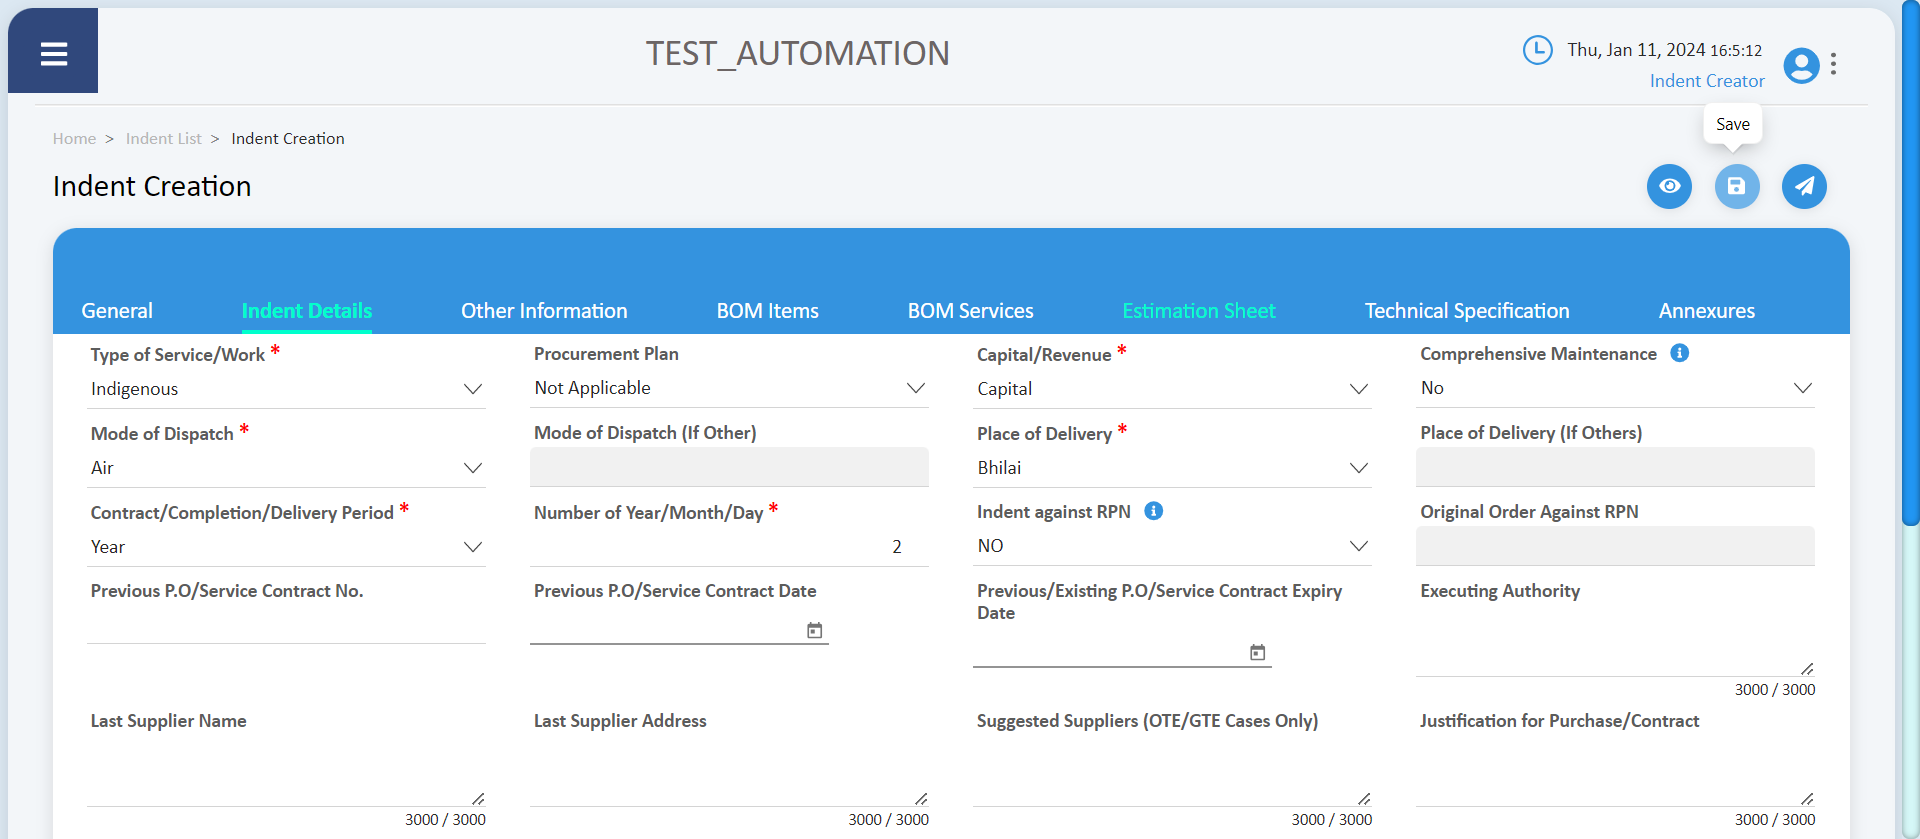 TEST_AUTOMATION
Thu, Jan 11, 2024 16:5:12
Indent Creator
Save
Home > Indent List > Indent Creation
Indent Creation
General Indent Details Other Information BOM Items BOM Services Estimation Sheet Technical Specification Annexures
Type of Service/Work * Procurement Plan Capital/Revenue * Comprehensive Maintenance
Indigenous Not Applicable Capital No
Mode of Dispatch * Mode of Dispatch (If Other) Place of Delivery * Place of Delivery (If Others)
Air Bhilai
Contract/Completion/Delivery Period * Number of Year/Month/Day * Indent against RPN Original Order Against RPN
Year 2 NO
Previous P.O/Service Contract No. Previous P.O/Service Contract Date Previous/Existing P.O/Service Contract Expiry Executing Authority
Date
3000 / 3000
Last Supplier Name Last Supplier Address Suggested Suppliers (OTE/GTE Cases Only) Justification for Purchase/Contract
3000 / 3000 3000 / 3000 3000 / 3000 3000 / 3000